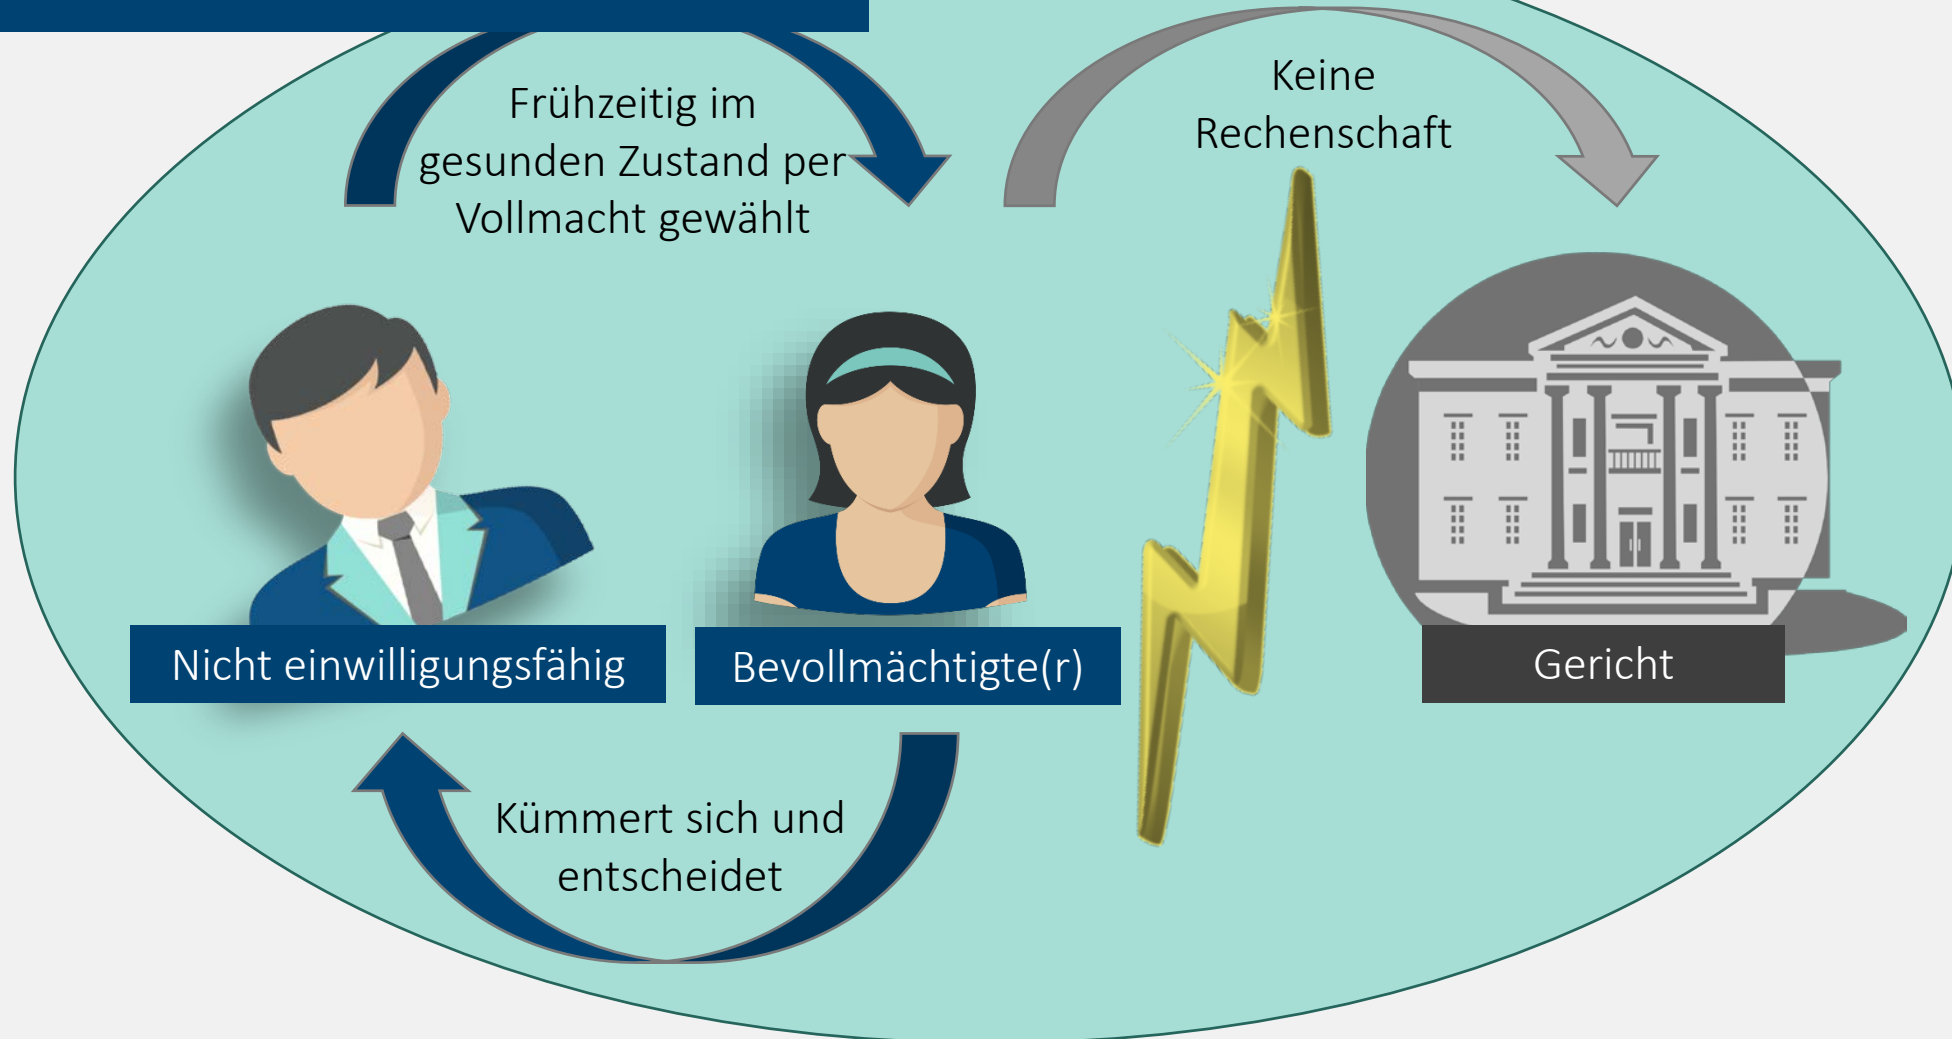 Frühzeitig im
gesunden Zustand per
Vollmacht gewählt
Keine
Rechenschaft
Nicht einwilligungsfähig
Bevollmächtigte(r)
Gericht
Kümmert sich und
entscheidet